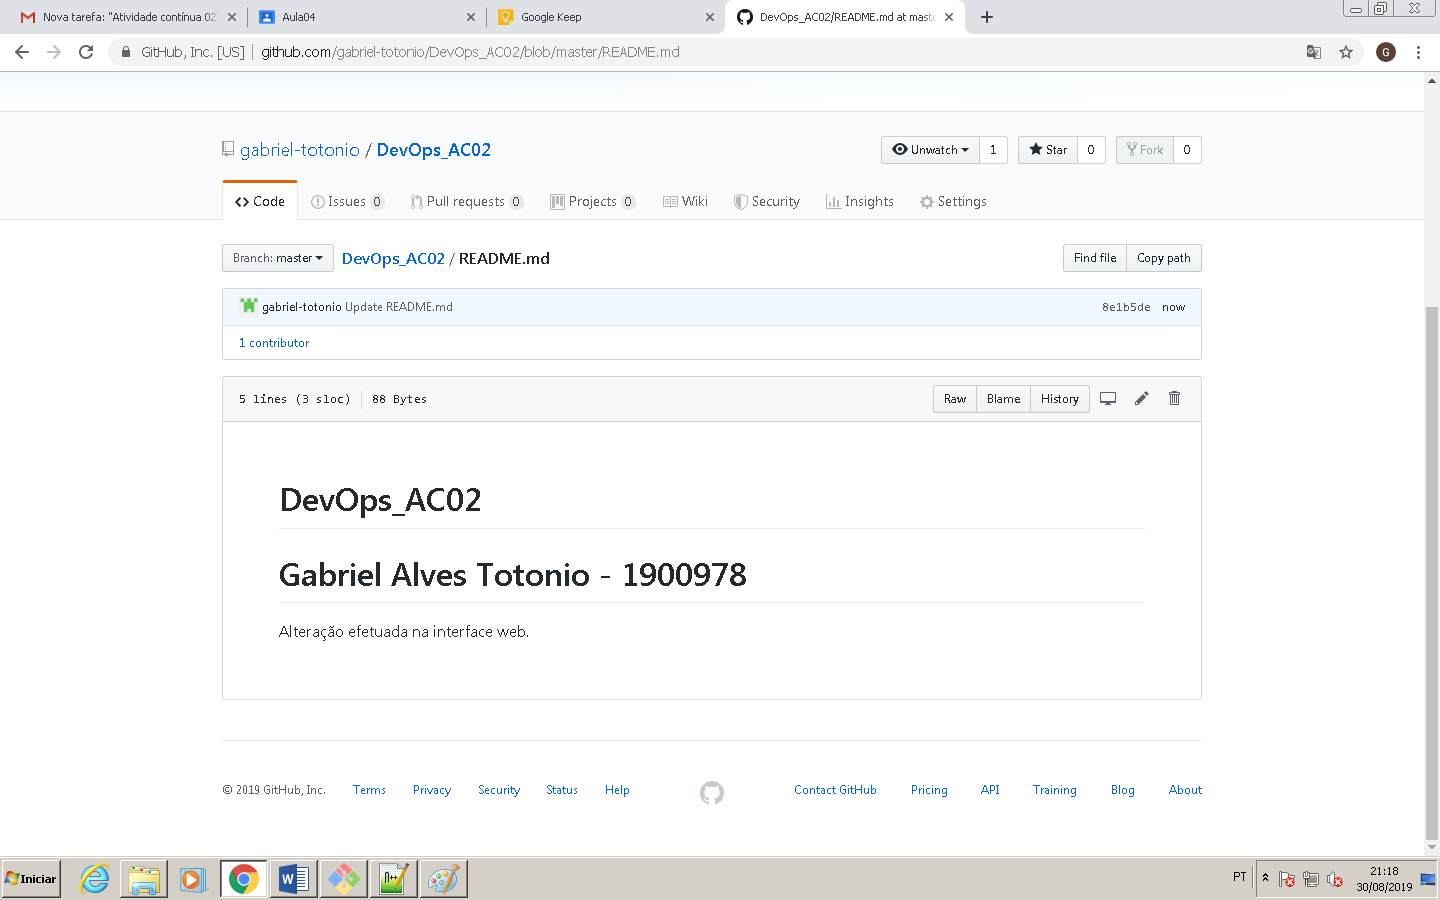 Nova tarefa: "Atividade contínua 02"
Aula04
Google Keep
DevOps_AC02/README.md at maste
GitHub, Inc. [US] | github.com/gabriel-totonio/DevOps_AC02/blob/master/README.md
G
gabriel-totonio / DevOps_AC02
Unwatch 1
Star 0
Fork 0
Code
Issues 0
Pull requests 0
Projects 0
Wiki
Security
Insights
Settings
Branch: master
DevOps_AC02 / README.md
Find file
Copy path
gabriel-totonio Update README.md
8e1b5de now
1 contributor
5 lines (3 sloc) | 88 Bytes
Raw
Blame
History
DevOps_AC02
Gabriel Alves Totonio - 1900978
Alteração efetuada na interface web.
© 2019 GitHub, Inc.
Terms
Privacy
Security
Status
Help
Contact GitHub
Pricing
API
Training
Blog
About
Iniciar
PT
21:18
30/08/2019